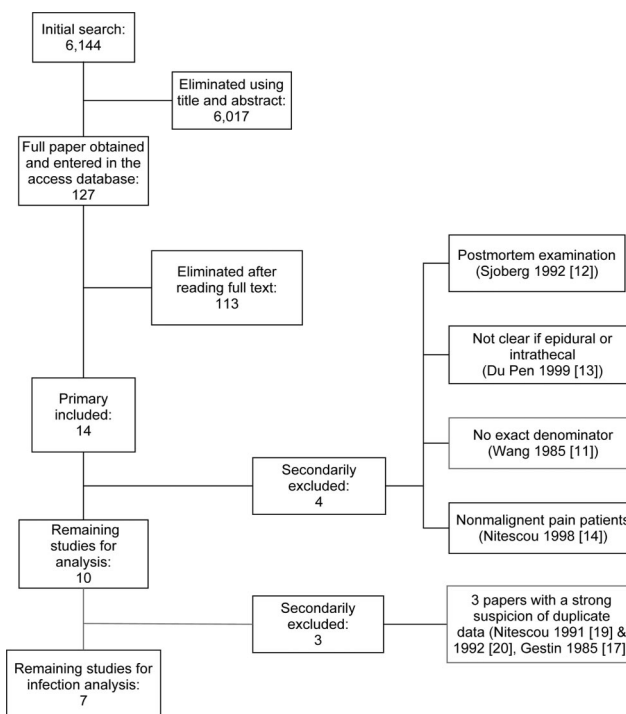 Initial search:
6,144
Eliminated using
title and abstract:
6,017
Full paper obtained
and entered in the
access database:
127
Eliminated after
reading full text:
113
Primary
included:
14
Secondarily
excluded:
4
Postmortem examination
(Sjoberg 1992 [12])
Not clear if epidural or
intrathecal
(Du Pen 1999 [13])
No exact denominator
(Wang 1985 [11])
Nonmalignent pain patients
(Nitescou 1998 [14])
Remaining
studies for
analysis:
10
Secondarily
excluded:
3
3 papers with a strong
suspicion of duplicate
data (Nitescou 1991 [19] &
1992 [20], Gestin 1985 [17]
Remaining studies for
infection analysis:
7